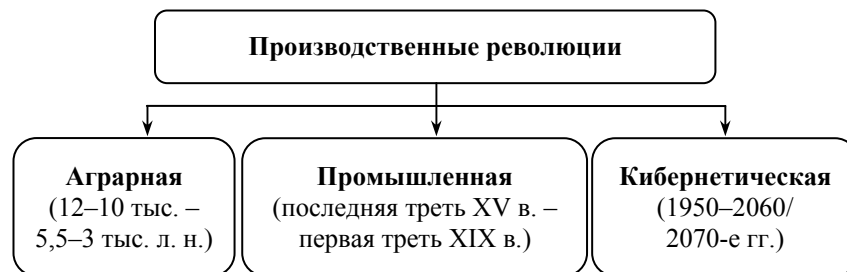 Производственные революции
Аграрная
(12–10 тыс. –
5,5–3 тыс. л. н.)
Промышленная
(последняя треть XV в. –
первая треть XIX в.)
Кибернетическая
(1950–2060/
2070-е гг.)